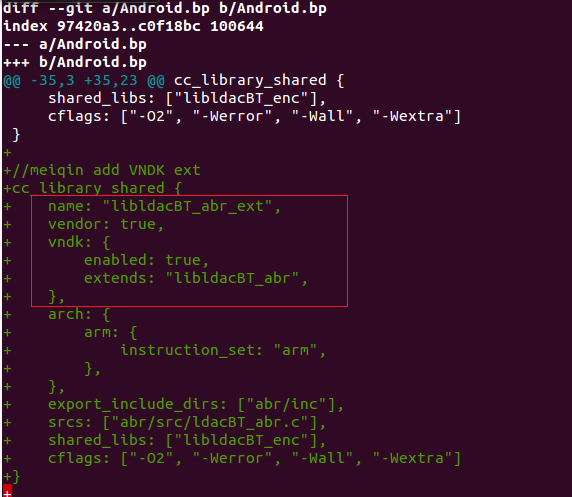 diff --git a/Android.bp b/Android.bp
index 97420a3..c0f18bc 100644
--- a/Android.bp
+++ b/Android.bp
@@ -35,3 +35,23 @@ cc_library_shared {
     shared_libs: ["libldacBT_enc"],
     cflags: ["-O2", "-Werror", "-Wall", "-Wextra"]
 }
+
+//meiqin add VNDK ext
+cc_library_shared {
+    name: "libldacBT_abr_ext",
+    vendor: true,
+    vndk: {
+        enabled: true,
+        extends: "libldacBT_abr",
+    },
+    arch: {
+        arm: {
+            instruction_set: "arm",
+        },
+    },
+    export_include_dirs: ["abr/inc"],
+    srcs: ["abr/src/ldacBT_abr.c"],
+    shared_libs: ["libldacBT_enc"],
+    cflags: ["-O2", "-Werror", "-Wall", "-Wextra"]
+}
+